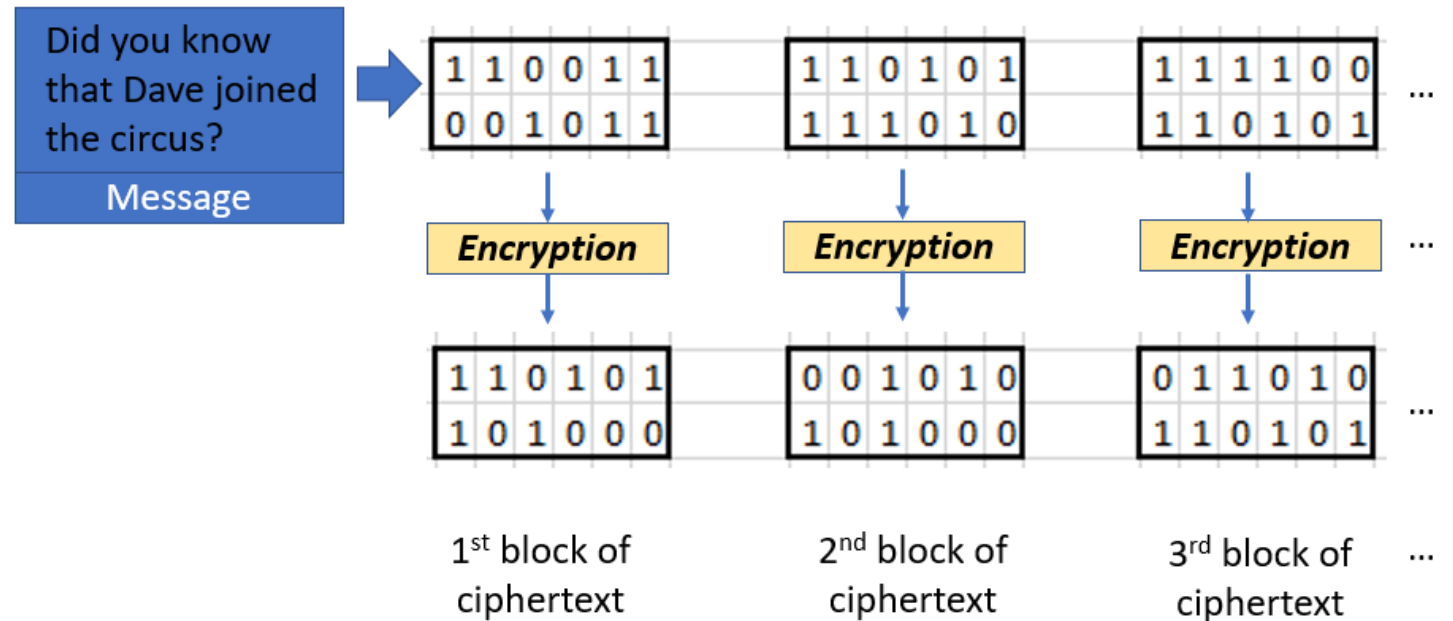 Did you know
that Dave joined
the circus?
Message
1 1 0 0 1 1
0 0 1 0 1 1
1 1 0 1 0 1
1 1 1 0 1 0
1 1 1 1 0 0
1 1 0 1 0 1
...
Encryption
Encryption
Encryption
...
1 1 0 1 0 1
1 0 1 0 0 0
0 0 1 0 1 0
1 0 1 0 0 0
0 1 1 0 1 0
1 1 0 1 0 1
...
1st block of
ciphertext
2nd block of
ciphertext
3rd block of
ciphertext
...